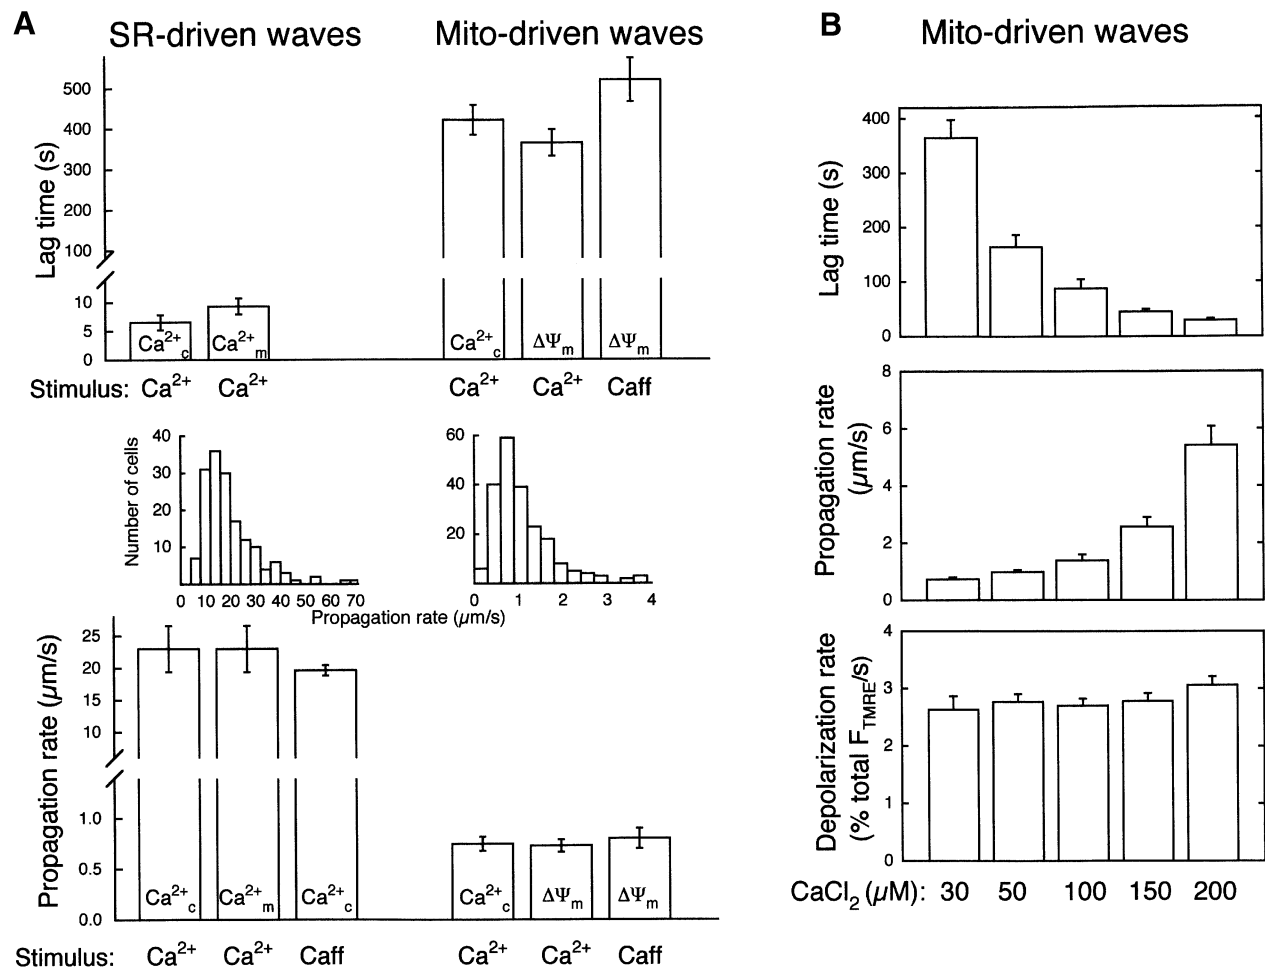 A
SR-driven waves
Mito-driven waves
Lag time (s)
500
400
300
200
100
10
5
0
Ca²⁺c
Ca²⁺m
Ca²⁺c
ΔΨm
ΔΨm
Stimulus: Ca²⁺ Ca²⁺ Ca²⁺ Ca²⁺ Caff
Number of cells
40
30
20
10
0 10 20 30 40 50 60 70
60
40
20
0 1 2 3 4
Propagation rate (μm/s)
Propagation rate (μm/s)
25
20
15
10
1.0
0.5
0.0
Ca²⁺c
Ca²⁺m
Ca²⁺c
Ca²⁺c
ΔΨm
ΔΨm
Stimulus: Ca²⁺ Ca²⁺ Caff Ca²⁺ Ca²⁺ Caff
B
Mito-driven waves
Lag time (s)
400
300
200
100
0
Propagation rate
(μm/s)
8
6
4
2
0
Depolarization rate
(% total FTMRE/s)
4
3
2
1
0
CaCl₂ (μM): 30 50 100 150 200